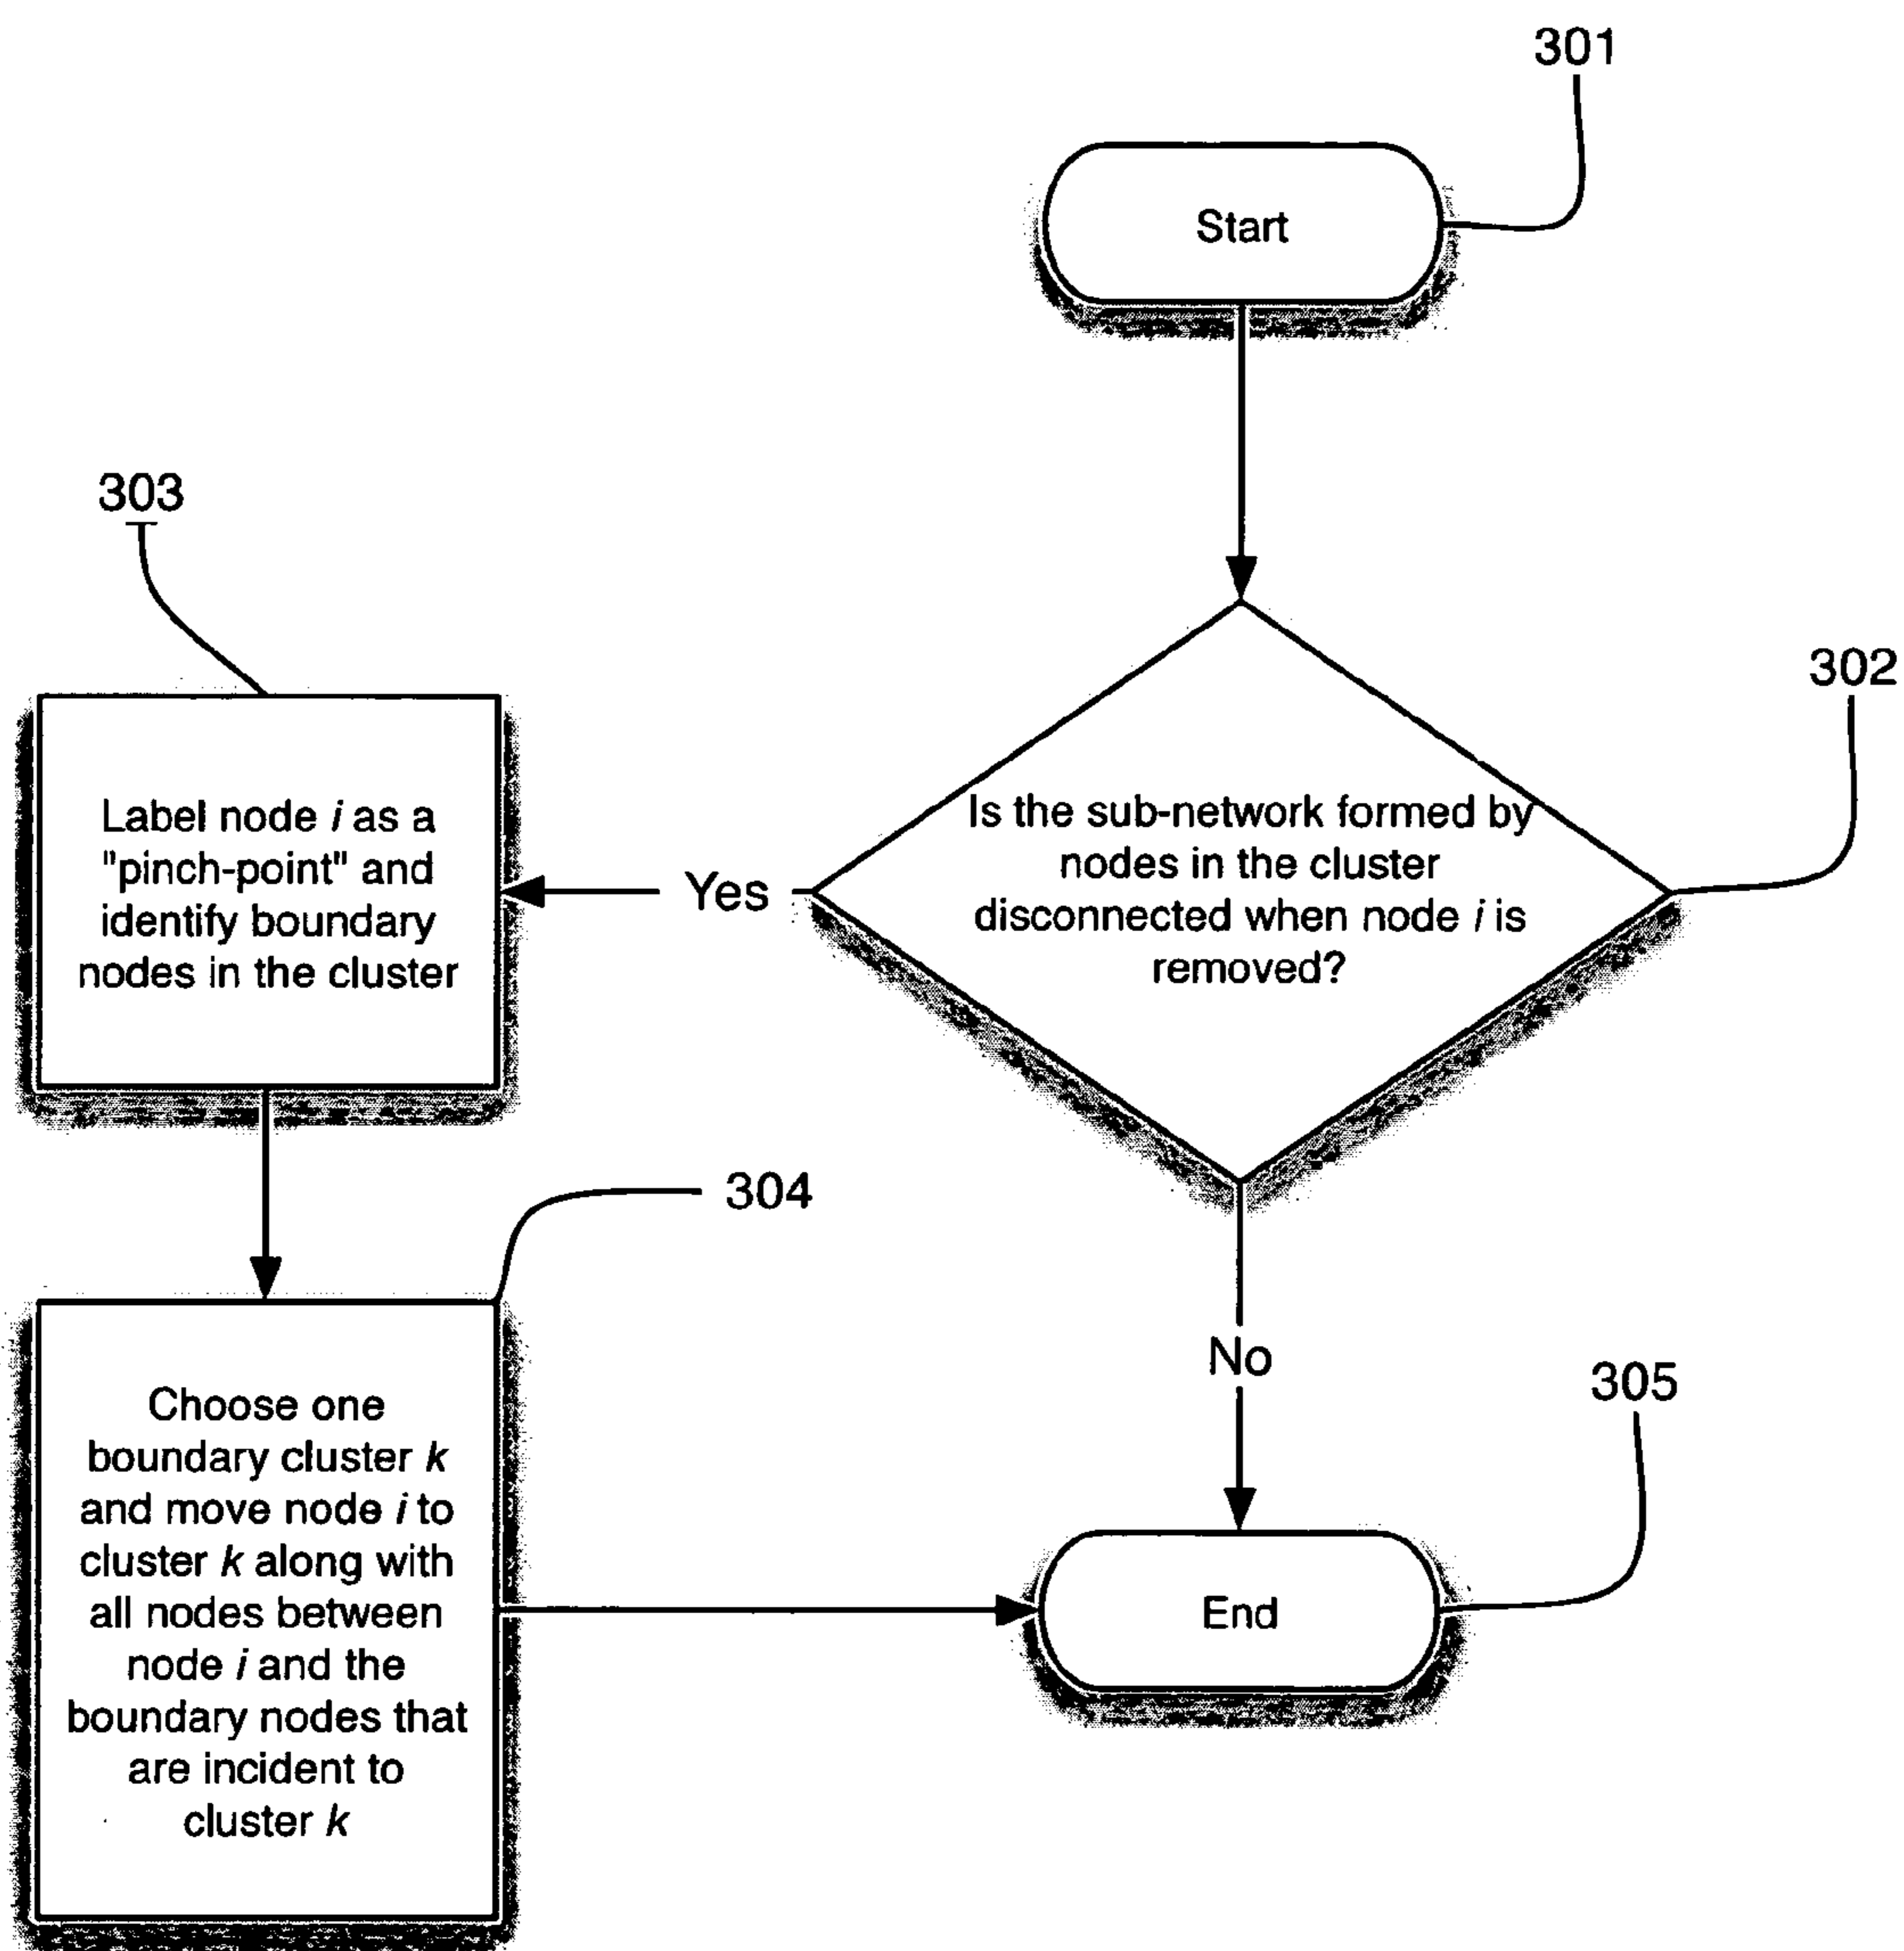 301
Start
302
Is the sub-network formed by
nodes in the cluster
disconnected when node i is
removed?
Yes
303
Label node i as a
"pinch-point" and
identify boundary
nodes in the cluster
304
Choose one
boundary cluster k
and move node i to
cluster k along with
all nodes between
node i and the
boundary nodes that
are incident to
cluster k
No
305
End